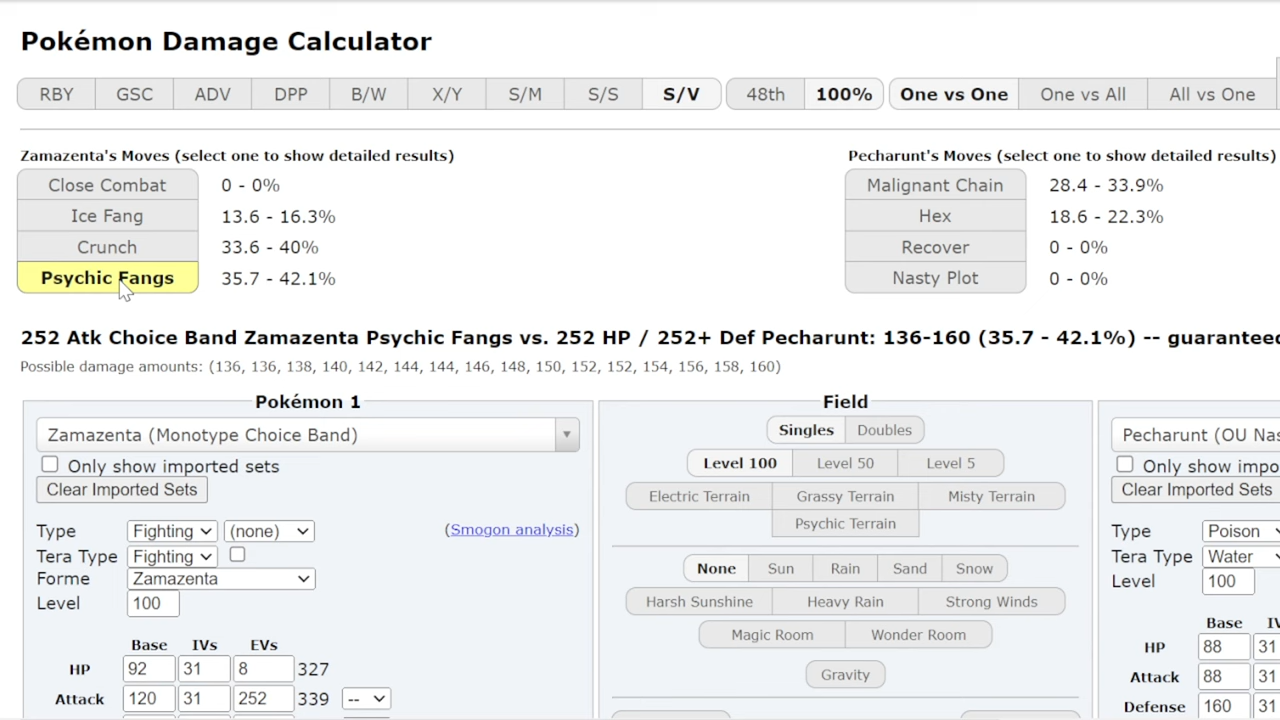 Pokémon Damage Calculator
RBY GSC ADV DPP B/W X/Y S/M S/S S/V 48th 100% One vs One One vs All All vs One
Zamazenta's Moves (select one to show detailed results) Pecharunt's Moves (select one to show detailed results)
Close Combat 0 - 0% Malignant Chain 28.4 - 33.9%
Ice Fang 13.6 - 16.3% Hex 18.6 - 22.3%
Crunch 33.6 - 40% Recover 0 - 0%
Psychic Fangs 35.7 - 42.1% Nasty Plot 0 - 0%
252 Atk Choice Band Zamazenta Psychic Fangs vs. 252 HP / 252+ Def Pecharunt: 136-160 (35.7 - 42.1%) -- guaranteed
Possible damage amounts: (136, 136, 138, 140, 142, 144, 144, 146, 148, 150, 152, 152, 154, 156, 158, 160)
Pokémon 1 Field
Zamazenta (Monotype Choice Band) Singles Doubles Pecharunt (OU Nas
Only show imported sets Level 100 Level 50 Level 5 Only show impo
Clear Imported Sets Electric Terrain Grassy Terrain Misty Terrain Clear Imported Sets
Psychic Terrain
Type Fighting (none) (Smogon analysis) Type Poison
Tera Type Fighting None Sun Rain Sand Snow Tera Type Water
Forme Zamazenta Level 100
Level 100 Harsh Sunshine Heavy Rain Strong Winds
Base IVs EVs Magic Room Wonder Room Base IV
HP 92 31 8 327 Gravity HP 88 31
Attack 120 31 252 339 -- Attack 88 31
Defense 160 31